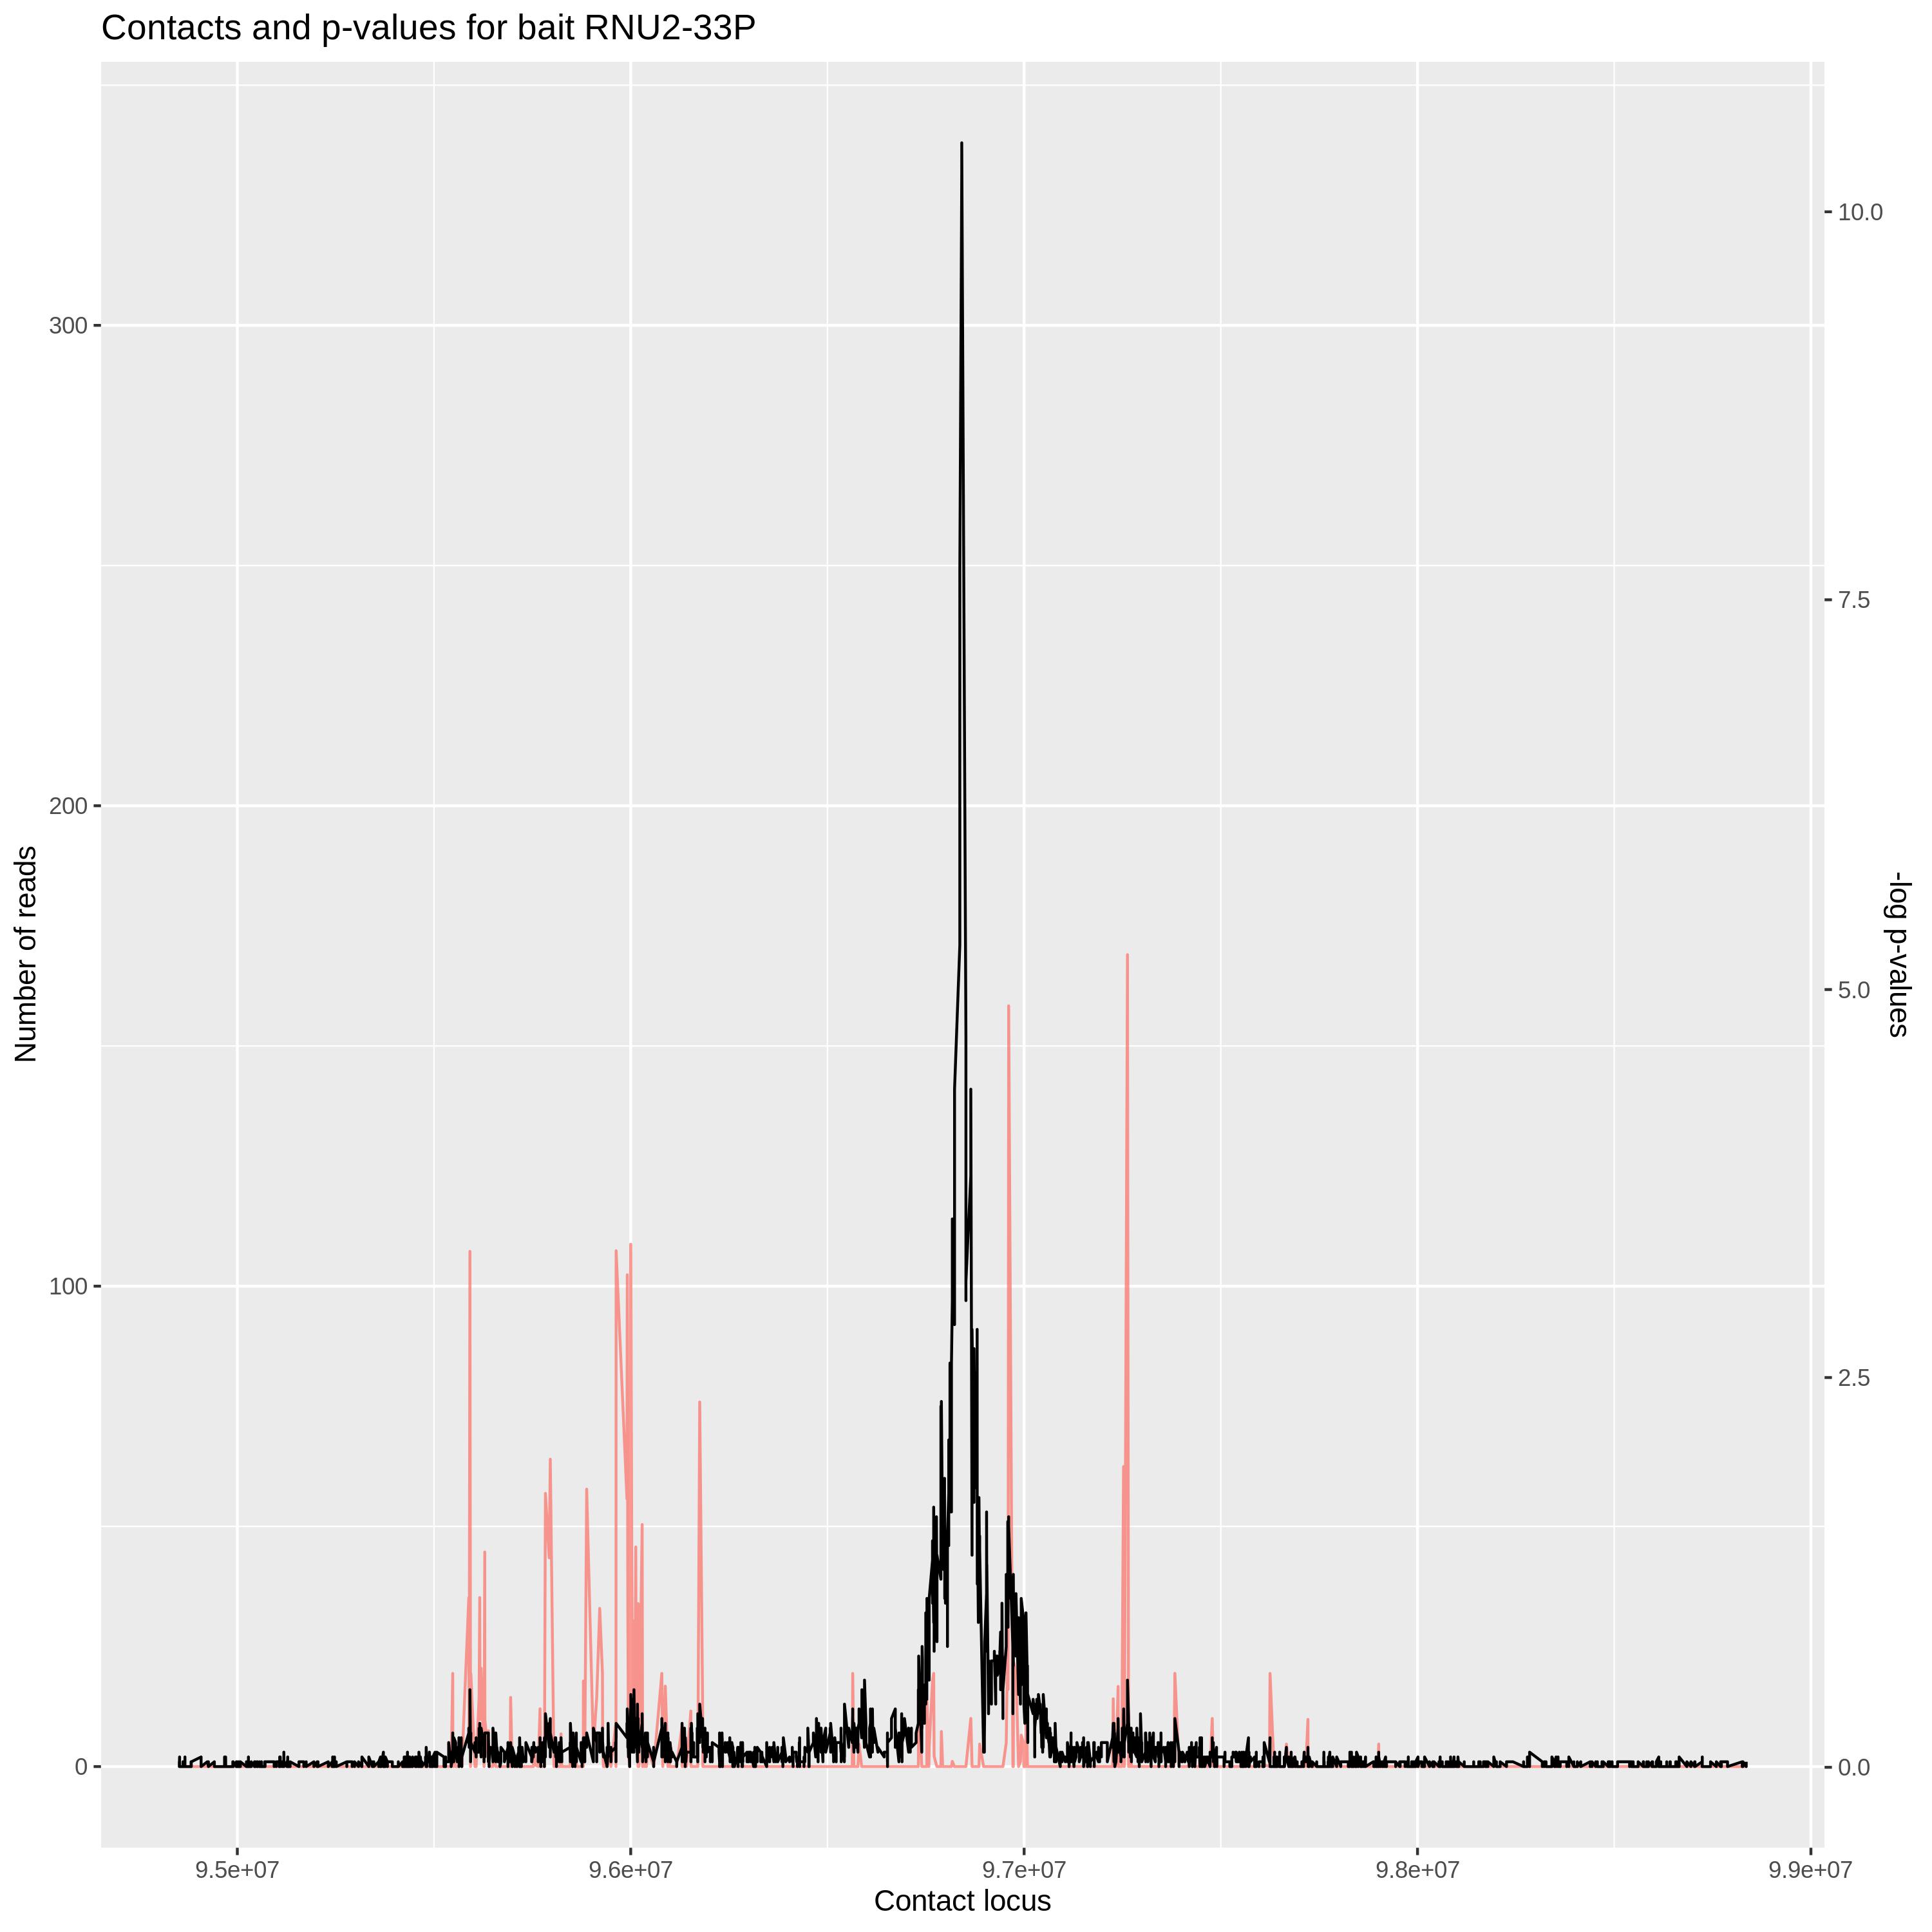 Contacts and p-values for bait RNU2-33P
Number of reads
300
200
100
0
10.0
7.5
5.0
2.5
0.0
-log p-values
9.5e+07
9.6e+07
9.7e+07
9.8e+07
9.9e+07
Contact locus